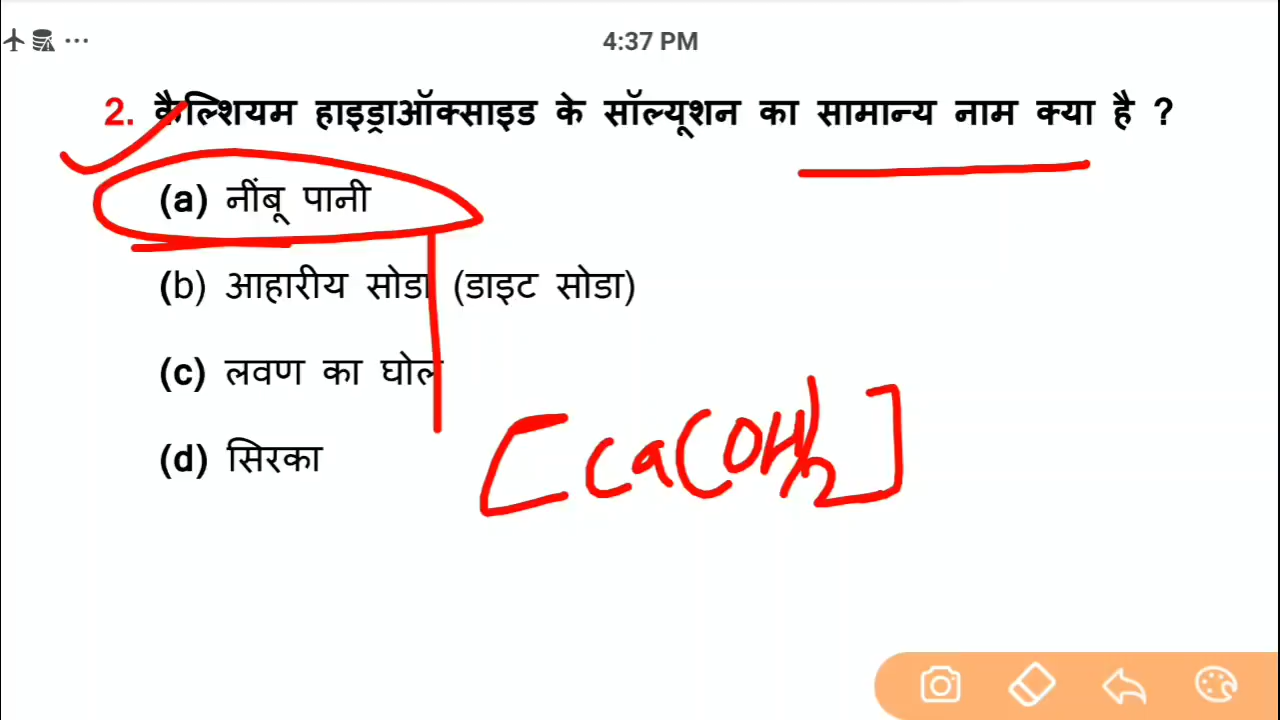 4:37 PM
2. कैल्शियम हाइड्राऑक्साइड के सॉल्यूशन का सामान्य नाम क्या है ?
(a) नींबू पानी
(b) आहारीय सोडा (डाइट सोडा)
(c) लवण का घोल
(d) सिरका
[Ca(OH)2]